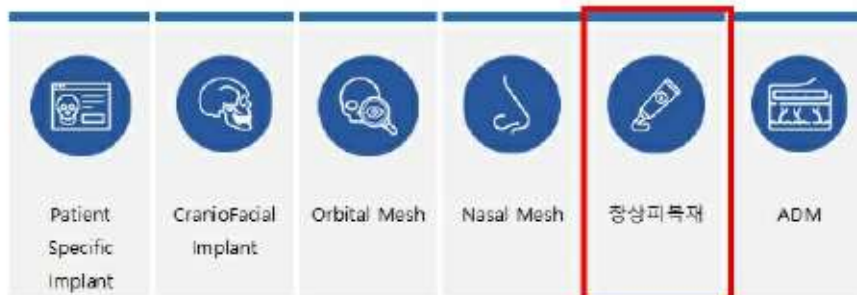 Patient
Specific
Implant
CranioFacial
Implant
Orbital Mesh
Nasal Mesh
창상피복재
ADM